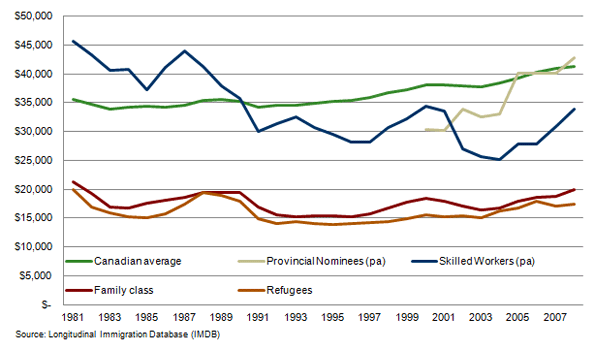 $50,000
$45,000
$40,000
$35,000
$30,000
$25,000
$20,000
$15,000
$10,000
$5,000
$-
Canadian average Provincial Nominees (pa) Skilled Workers (pa)
Family class Refugees
1981 1983 1985 1987 1989 1991 1993 1995 1997 1999 2001 2003 2005 2007
Source: Longitudinal Immigration Database (IMDB)